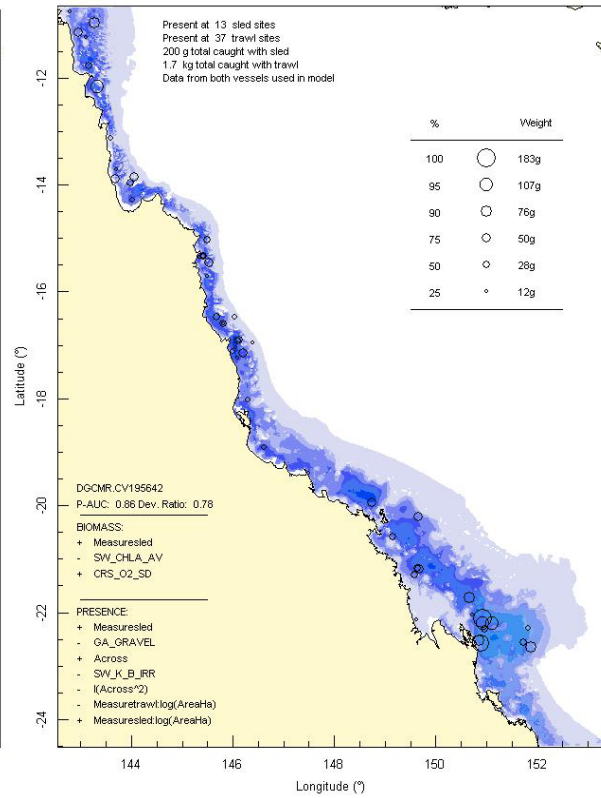 Present at 13 sled sites
Present at 37 trawl sites
200 g total caught with sled
1.7 kg total caught with trawl
Data from both vessels used in model
% Weight
100 183g
95 107g
90 76g
75 50g
50 28g
25 12g
-12
-14
-16
-18
-20
-22
-24
Latitude (°)
DGCMR.CV195642
P-AUC: 0.86 Dev. Ratio: 0.78
BIOMASS:
+ Measuresled
- SW_CHLA_AV
+ CRS_O2_SD
PRESENCE:
+ Measuresled
- GA_GRAVEL
+ Across
- SW_K_B_IRR
- I(Across^2)
- Measuretrawl:log(AreaHa)
+ Measuresled:log(AreaHa)
144 146 148 150 152
Longitude (°)